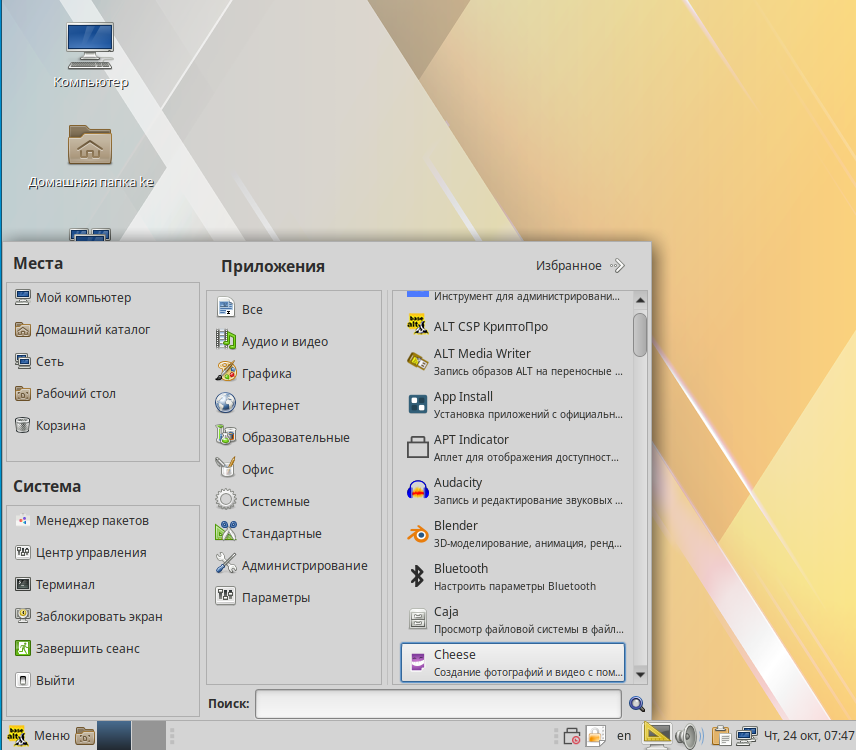 Компьютер
Домашняя папка ke
Места
Мой компьютер
Домашний каталог
Сеть
Рабочий стол
Корзина
Система
Менеджер пакетов
Центр управления
Терминал
Заблокировать экран
Завершить сеанс
Выйти
Приложения
Избранное
Все
Аудио и видео
Графика
Интернет
Образовательные
Офис
Системные
Стандартные
Администрирование
Параметры
Инструмент для администрировани...
ALT CSP КриптоПро
ALT Media Writer
Запись образов ALT на переносные ...
App Install
Установка приложений с официальн...
APT Indicator
Аплет для отображения доступност...
Audacity
Запись и редактирование звуковых ...
Blender
3D-моделирование, анимация, ренд...
Bluetooth
Настроить параметры Bluetooth
Caja
Просмотр файловой системы в файл...
Cheese
Создание фотографий и видео с пом...
Поиск:
Меню
en
Чт, 24 окт, 07:47